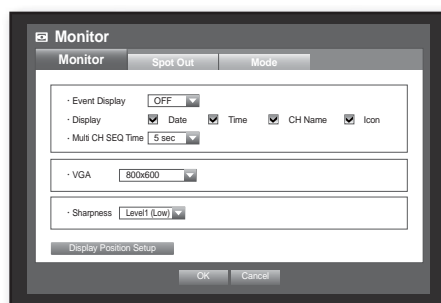 Monitor
Monitor Spot Out Mode
· Event Display OFF
· Display Date Time CH Name Icon
· Multi CH SEQ Time 5 sec
· VGA 800x600
· Sharpness Level1 (Low)
Display Position Setup
OK Cancel